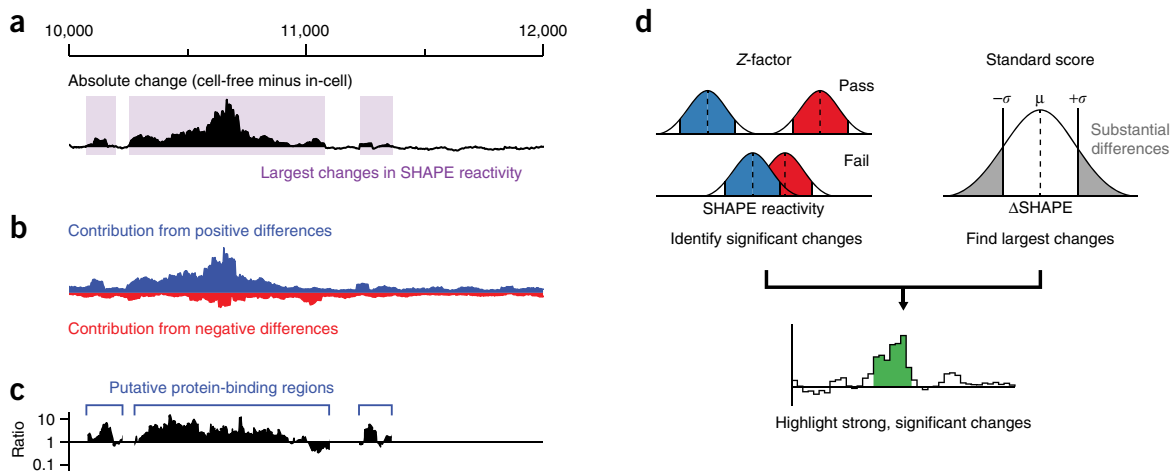 a
10,000 11,000 12,000
Absolute change (cell-free minus in-cell)
Largest changes in SHAPE reactivity
b
Contribution from positive differences
Contribution from negative differences
c
Putative protein-binding regions
Ratio
10
1
0.1
d
Z-factor
Pass
Fail
SHAPE reactivity
Identify significant changes
Standard score
−σ μ +σ
Substantial
differences
ΔSHAPE
Find largest changes
Highlight strong, significant changes